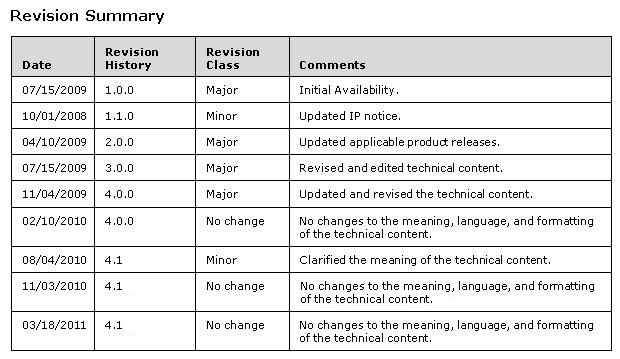 Revision Summary
Date Revision History Revision Class Comments
07/15/2009 1.0.0 Major Initial Availability.
10/01/2008 1.1.0 Minor Updated IP notice.
04/10/2009 2.0.0 Major Updated applicable product releases.
07/15/2009 3.0.0 Major Revised and edited technical content.
11/04/2009 4.0.0 Major Updated and revised the technical content.
02/10/2010 4.0.0 No change No changes to the meaning, language, and formatting
of the technical content.
08/04/2010 4.1 Minor Clarified the meaning of the technical content.
11/03/2010 4.1 No change No changes to the meaning, language, and formatting
of the technical content.
03/18/2011 4.1 No change No changes to the meaning, language, and formatting
of the technical content.